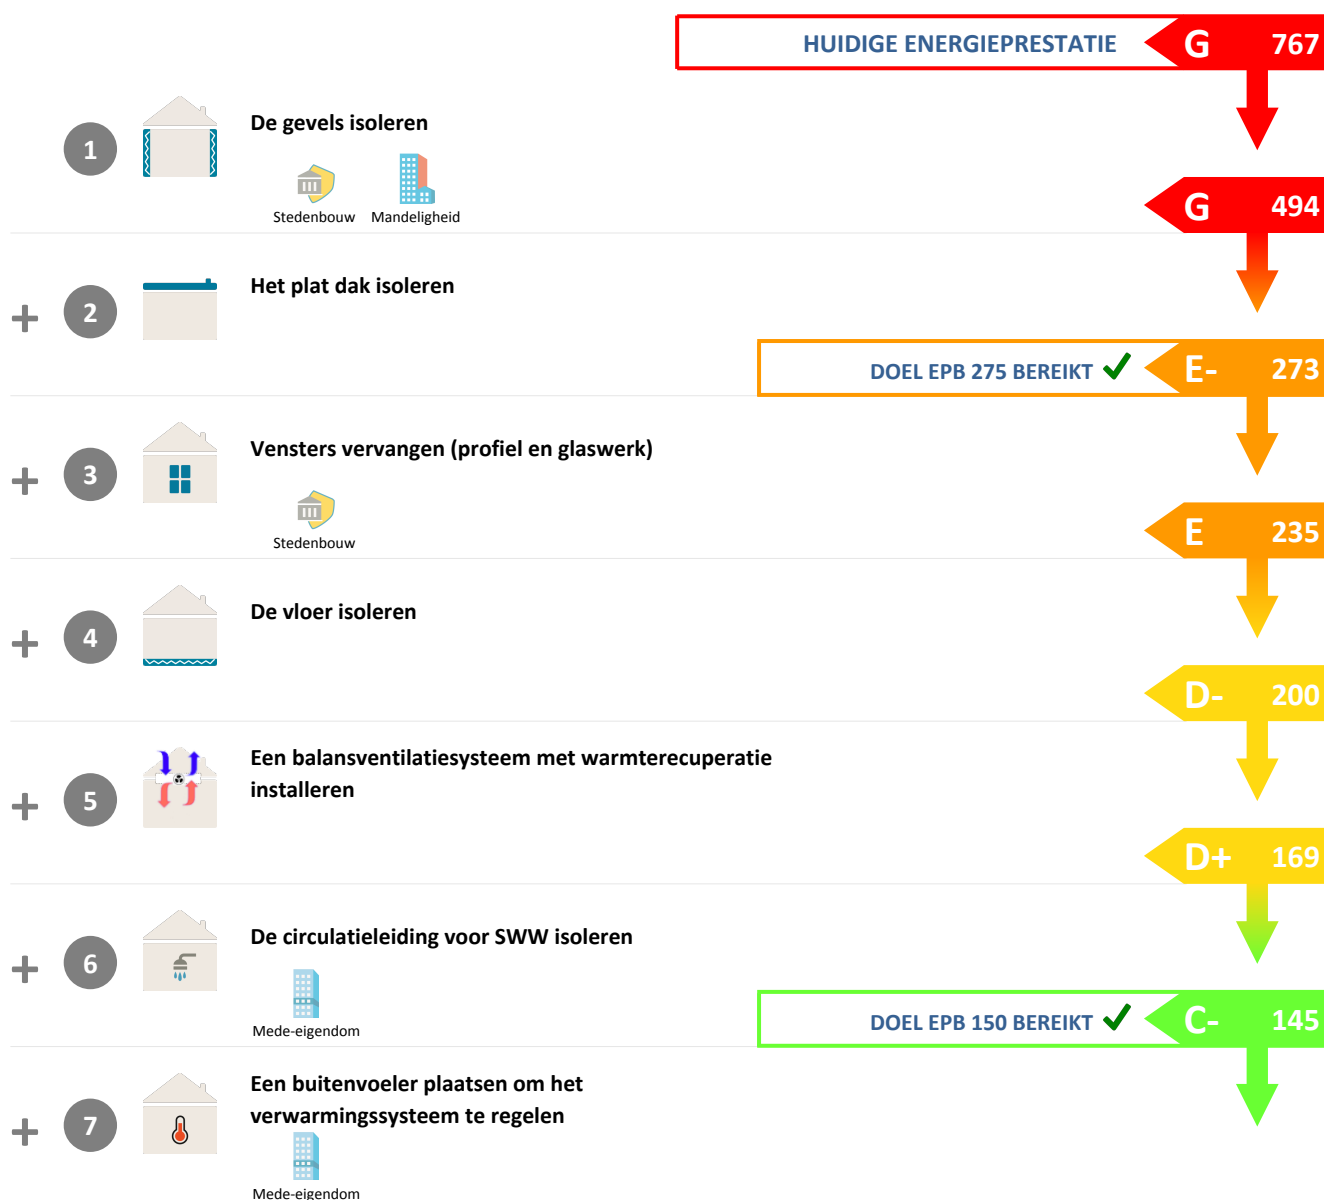 HUIDIGE ENERGIEPRESTATIE G 767
1 De gevels isoleren
Stedenbouw Mandeligheid
G 494
+ 2 Het plat dak isoleren
DOEL EPB 275 BEREIKT ✓ E- 273
+ 3 Vensters vervangen (profiel en glaswerk)
Stedenbouw
E 235
+ 4 De vloer isoleren
D- 200
+ 5 Een balansventilatiesysteem met warmterecuperatie
installeren
D+ 169
+ 6 De circulatieleiding voor SWW isoleren
Mede-eigendom
DOEL EPB 150 BEREIKT ✓ C- 145
+ 7 Een buitenvoeler plaatsen om het
verwarmingssysteem te regelen
Mede-eigendom